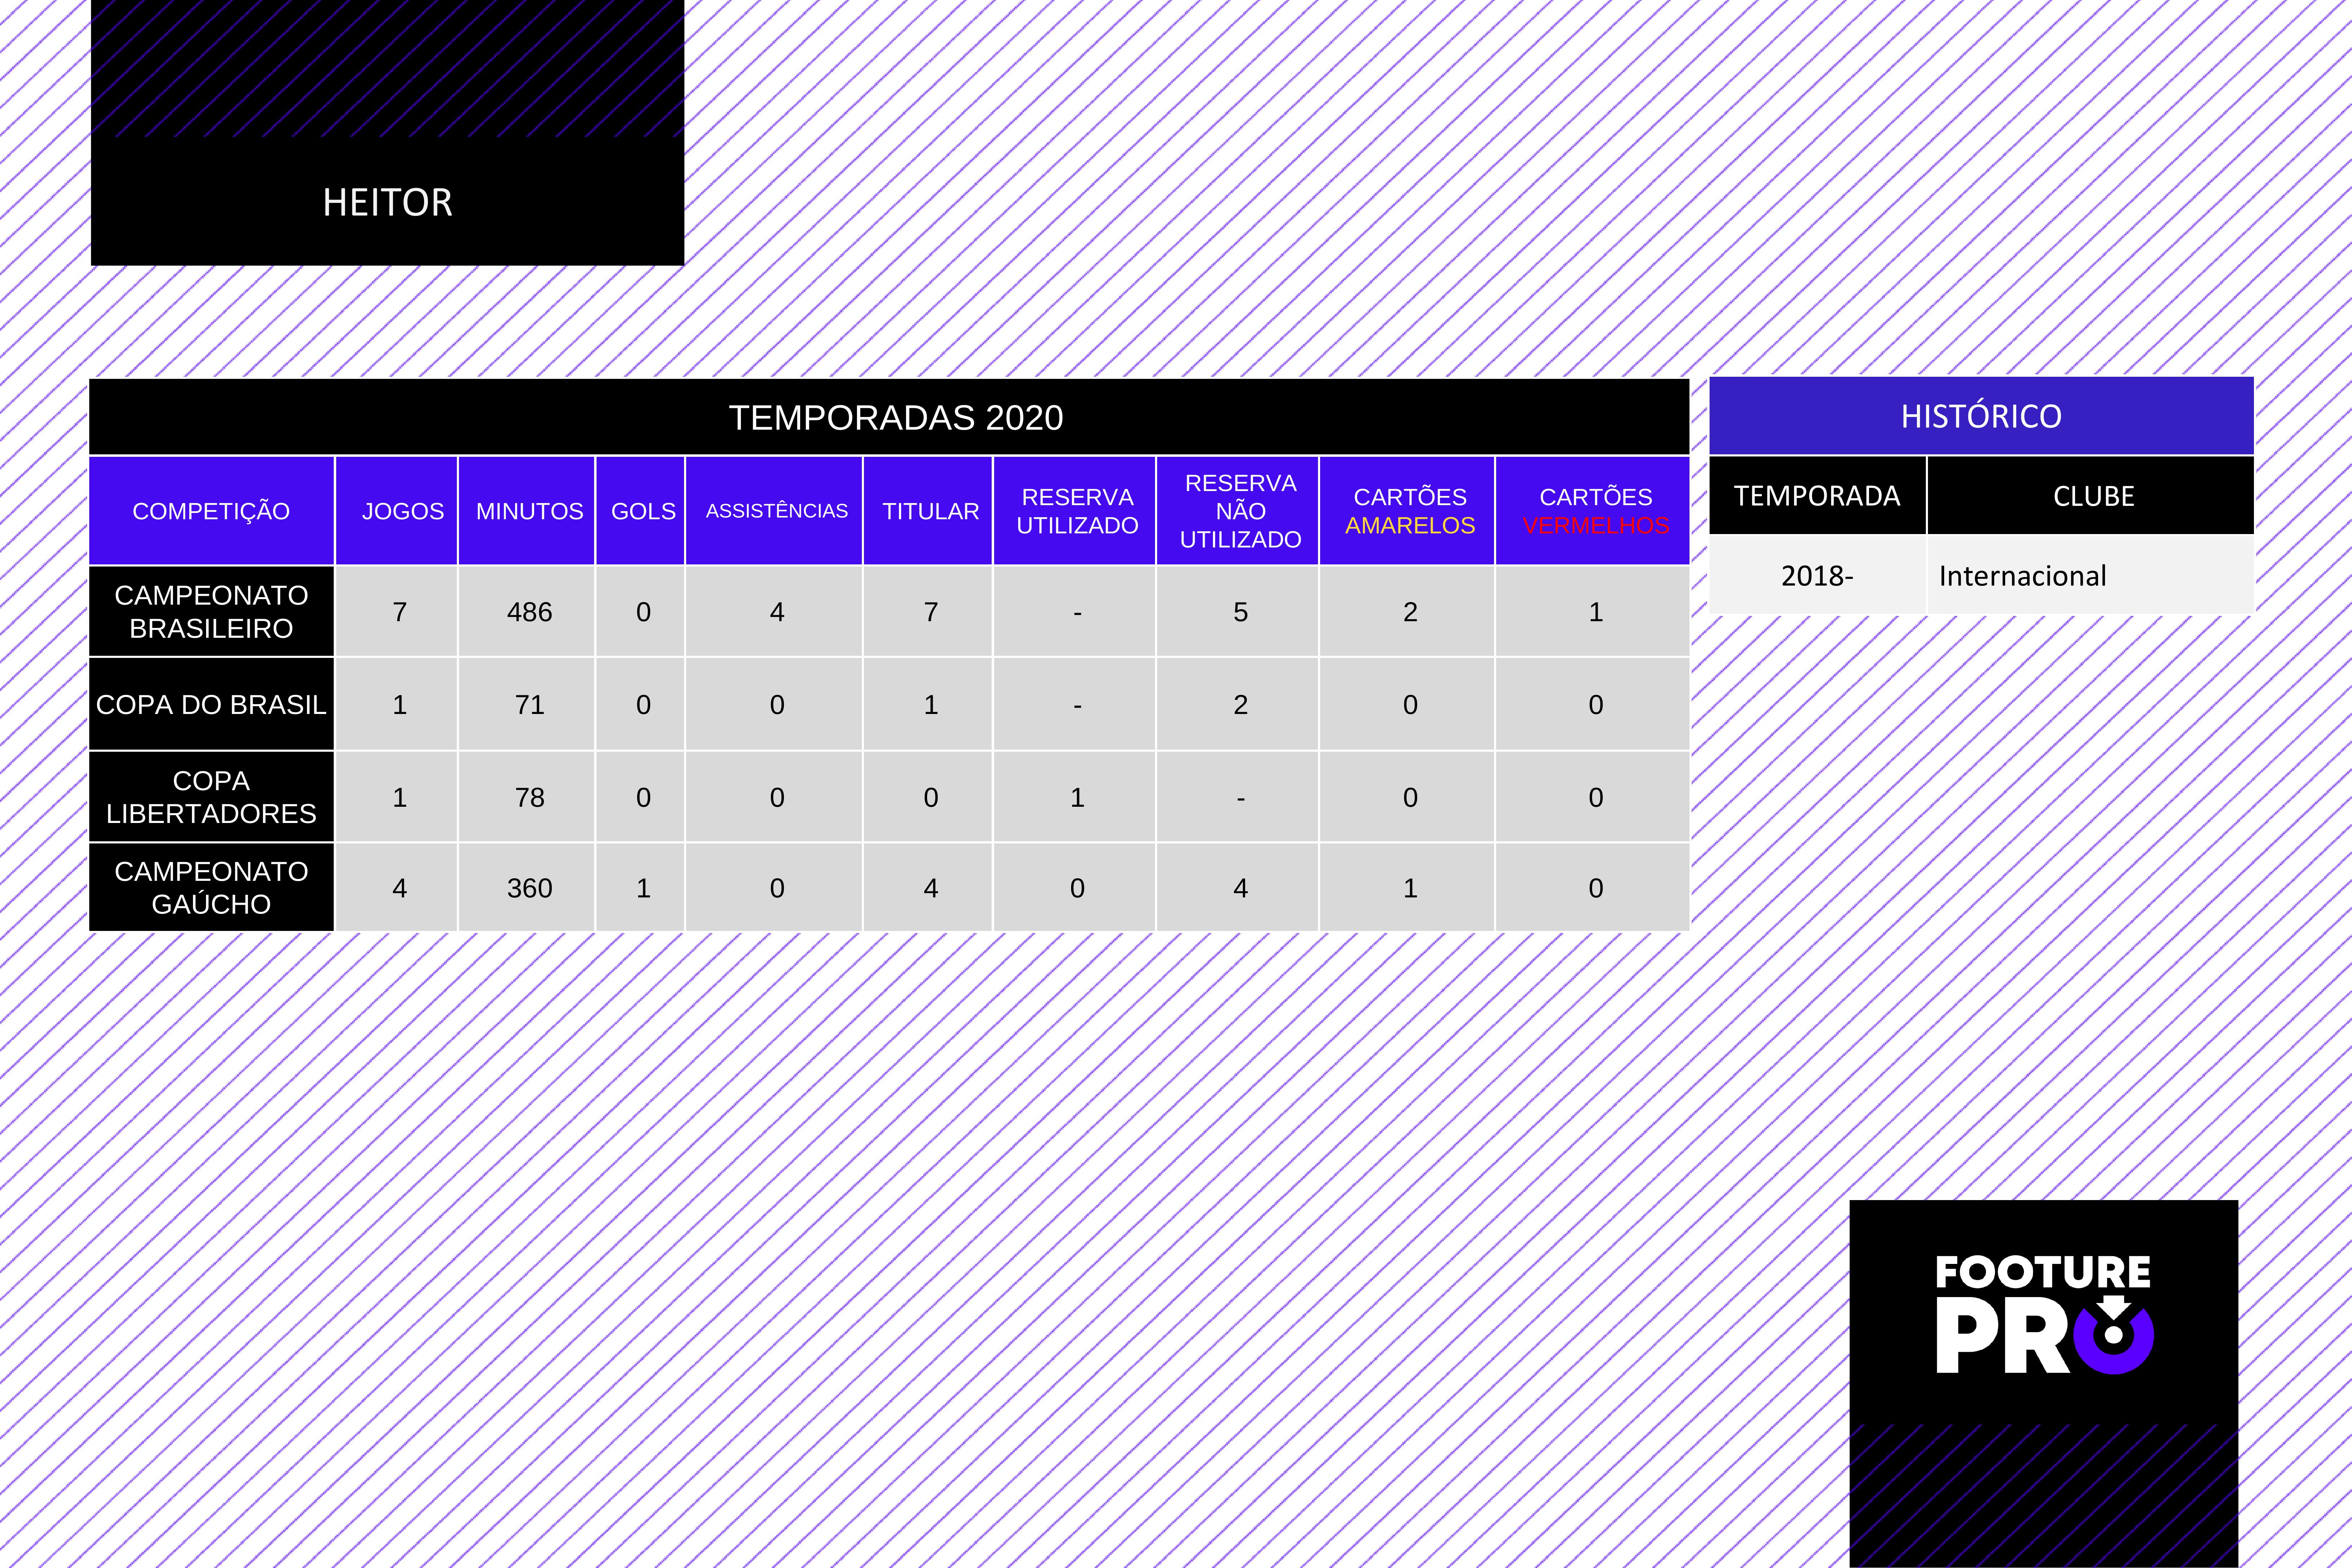 HEITOR
TEMPORADAS 2020
COMPETIÇÃO JOGOS MINUTOS GOLS ASSISTÊNCIAS TITULAR RESERVA UTILIZADO RESERVA NÃO UTILIZADO CARTÕES AMARELOS CARTÕES VERMELHOS
CAMPEONATO BRASILEIRO 7 486 0 4 7 - 5 2 1
COPA DO BRASIL 1 71 0 0 1 - 2 0 0
COPA LIBERTADORES 1 78 0 0 0 1 - 0 0
CAMPEONATO GAÚCHO 4 360 1 0 4 0 4 1 0
HISTÓRICO
TEMPORADA CLUBE
2018- Internacional
FOOTURE
PRO